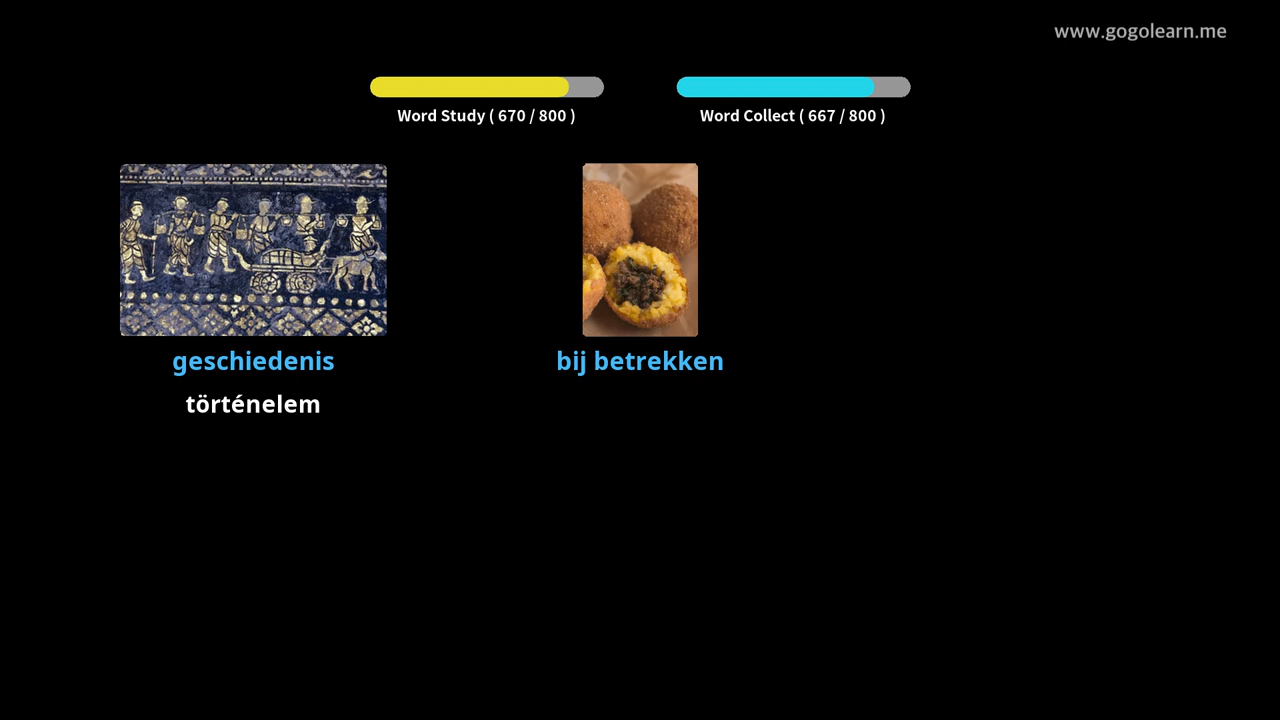 www.gogolearn.me
Word Study ( 670 / 800 )
Word Collect ( 667 / 800 )
geschiedenis
történelem
bij betrekken